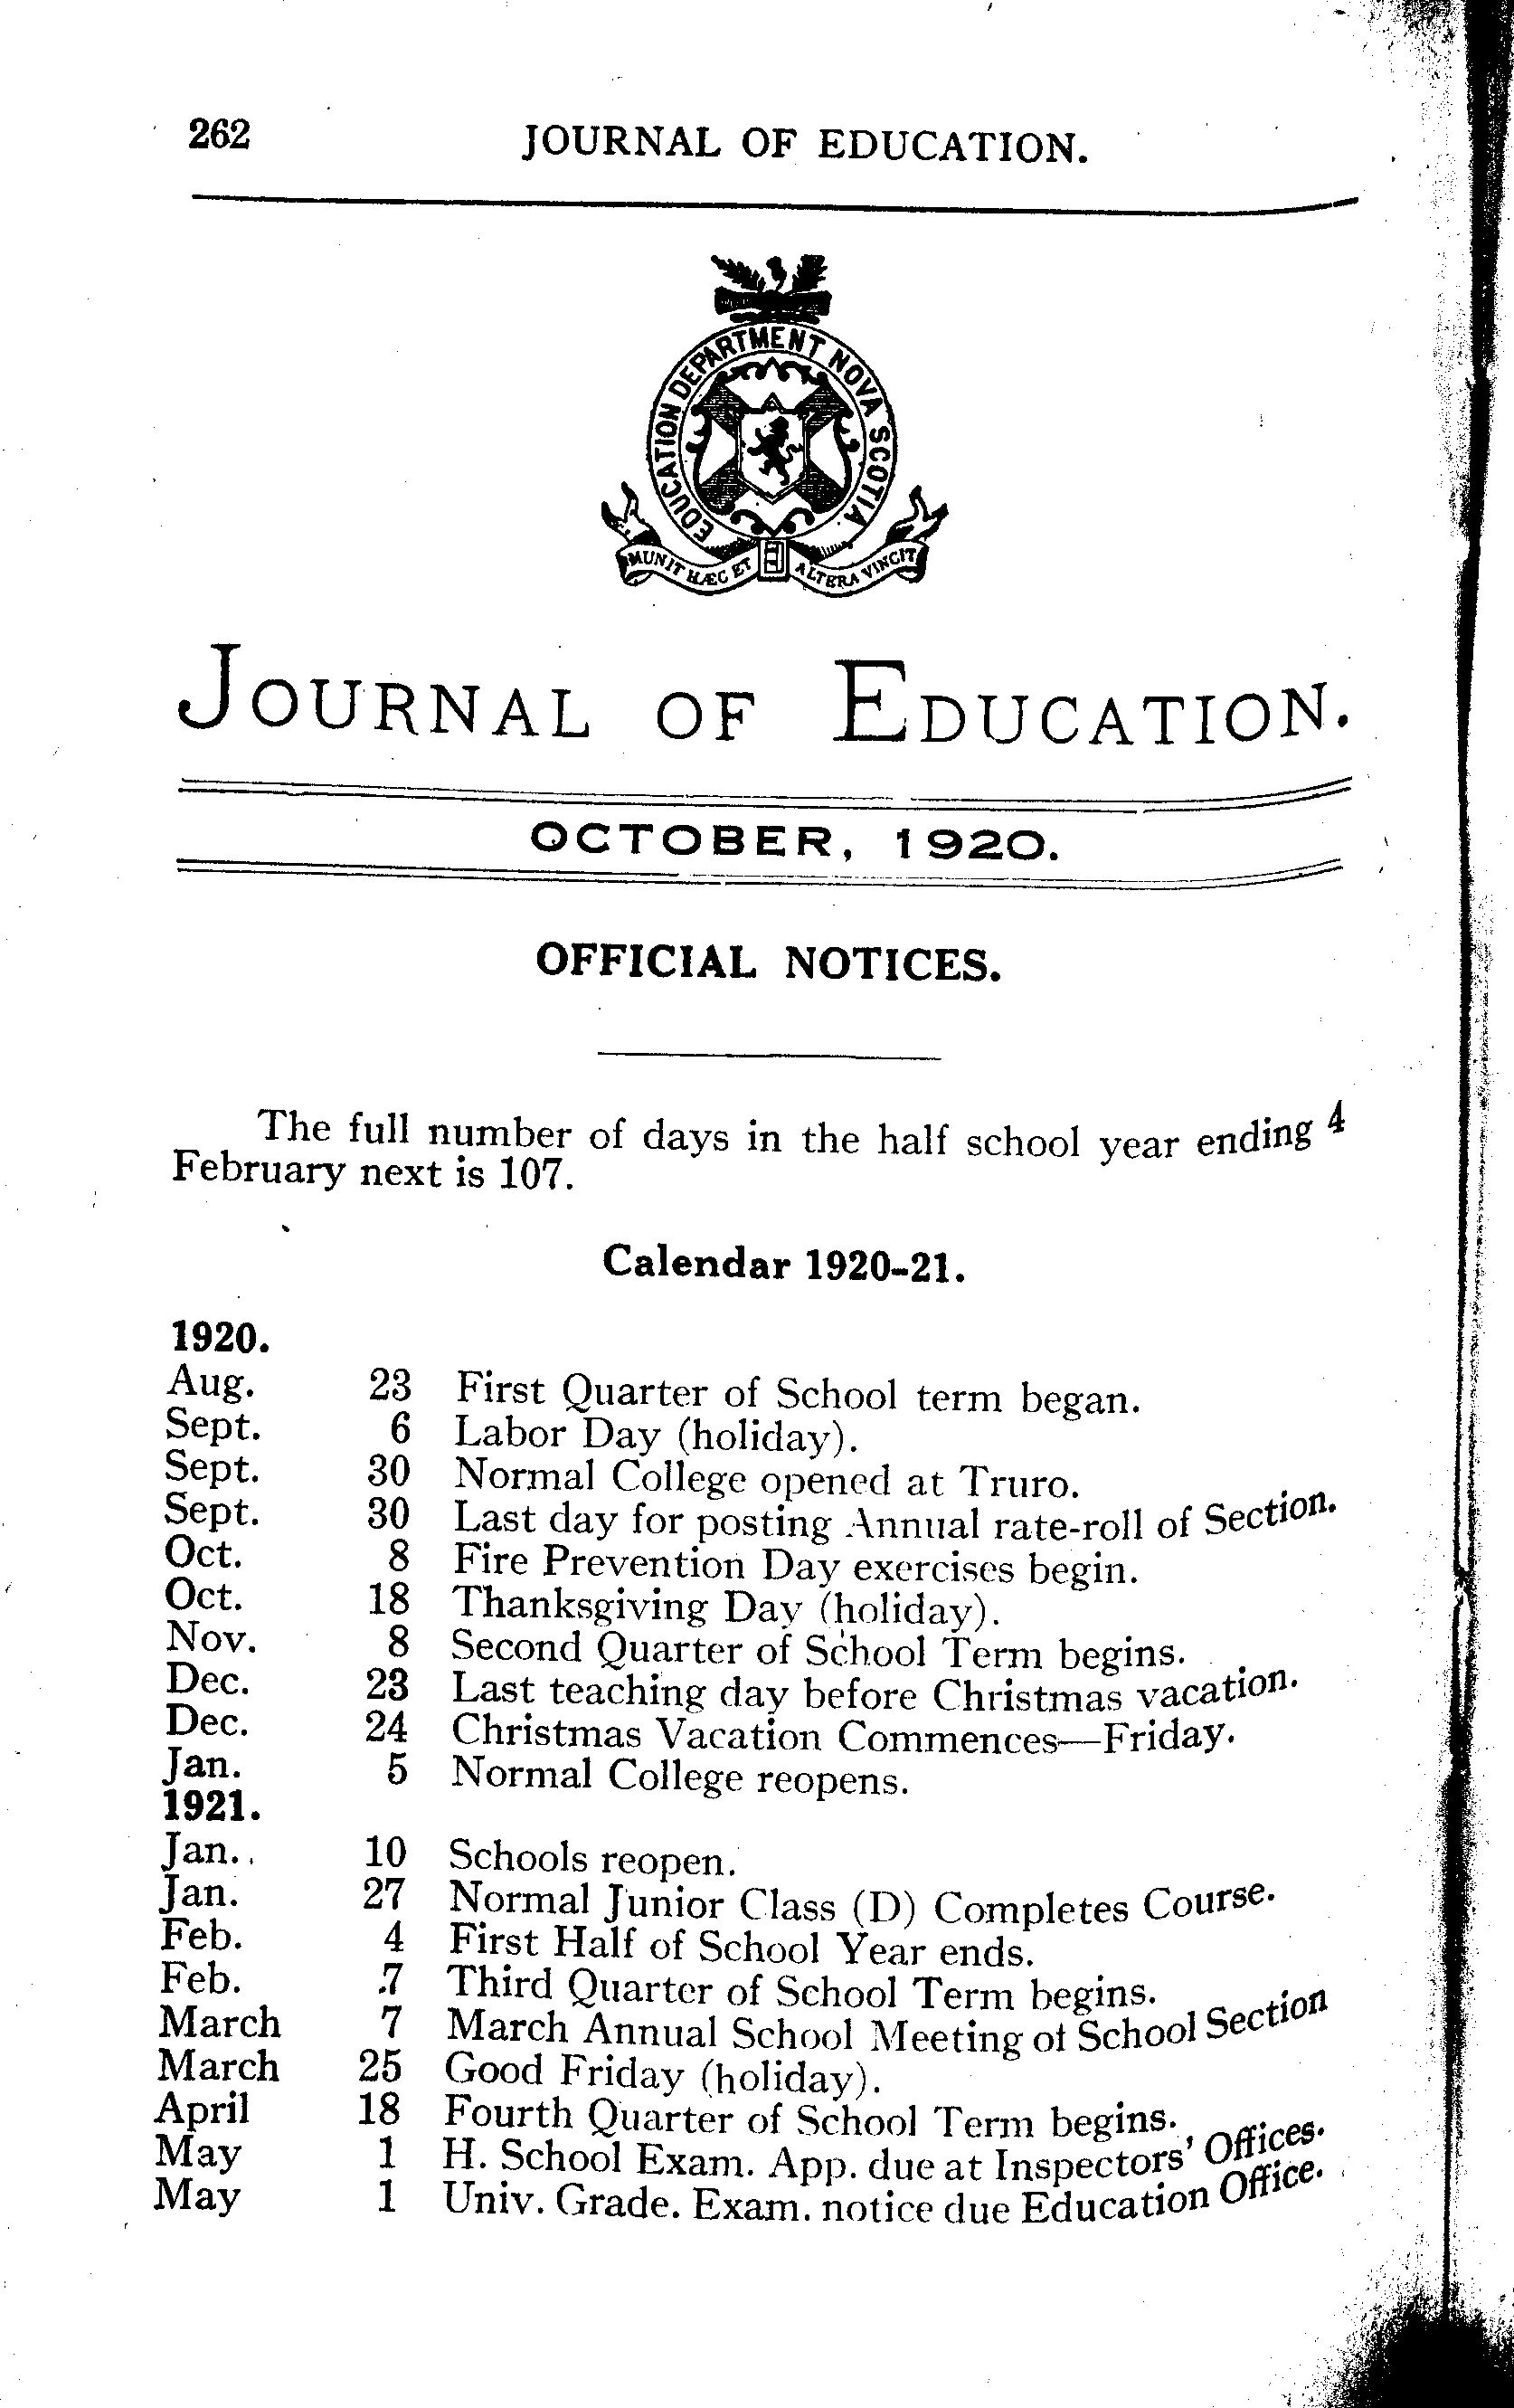 262 JOURNAL OF EDUCATION.
EDUCATION DEPARTMENT NOVA SCOTIA
MUNIT HÆC ET ALTERA VINCIT
JOURNAL OF EDUCATION.
OCTOBER, 1920.
OFFICIAL NOTICES.
The full number of days in the half school year ending 4
February next is 107.
Calendar 1920-21.
1920.
Aug. 23 First Quarter of School term began.
Sept. 6 Labor Day (holiday).
Sept. 30 Normal College opened at Truro.
Sept. 30 Last day for posting Annual rate-roll of Section.
Oct. 8 Fire Prevention Day exercises begin.
Oct. 18 Thanksgiving Day (holiday).
Nov. 8 Second Quarter of School Term begins.
Dec. 23 Last teaching day before Christmas vacation.
Dec. 24 Christmas Vacation Commences—Friday.
Jan. 5 Normal College reopens.
1921.
Jan. 10 Schools reopen.
Jan. 27 Normal Junior Class (D) Completes Course.
Feb. 4 First Half of School Year ends.
Feb. 7 Third Quarter of School Term begins.
March 7 March Annual School Meeting of School Section
March 25 Good Friday (holiday).
April 18 Fourth Quarter of School Term begins.
May 1 H. School Exam. App. due at Inspectors' Offices.
May 1 Univ. Grade. Exam. notice due Education Office.